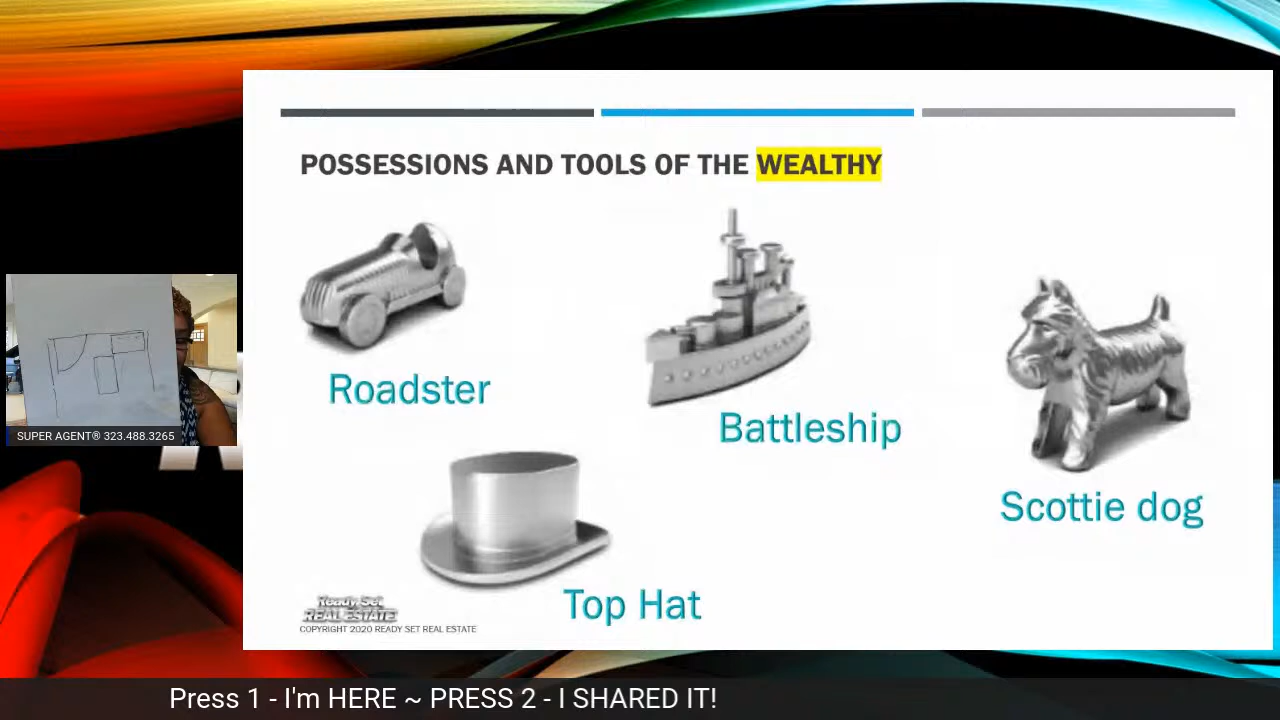 POSSESSIONS AND TOOLS OF THE WEALTHY
Roadster
Battleship
Scottie dog
Top Hat
Ready Set
REAL ESTATE
COPYRIGHT 2020 READY SET REAL ESTATE
SUPER AGENT® 323.488.3265
Press 1 - I'm HERE ~ PRESS 2 - I SHARED IT!